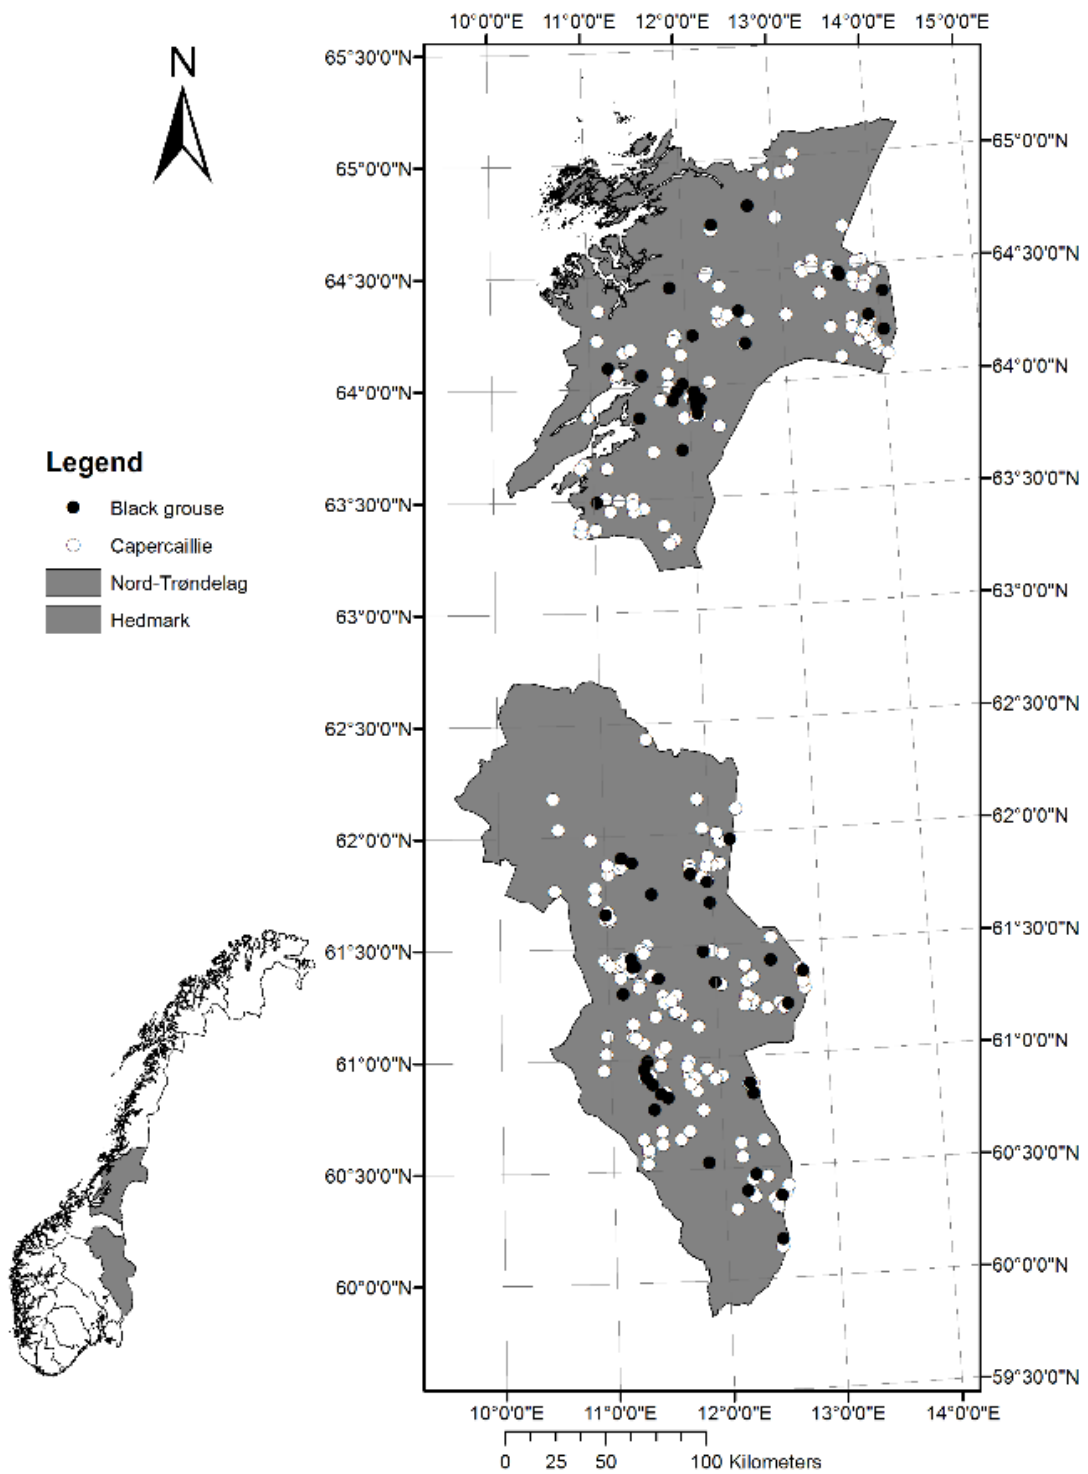 10°0'0"E 11°0'0"E 12°0'0"E 13°0'0"E 14°0'0"E 15°0'0"E
N
65°30'0"N
65°0'0"N
65°0'0"N
64°30'0"N
64°30'0"N
64°0'0"N
64°0'0"N
63°30'0"N
63°30'0"N
63°0'0"N
63°0'0"N
62°30'0"N
62°30'0"N
62°0'0"N
62°0'0"N
61°30'0"N
61°30'0"N
61°0'0"N
61°0'0"N
60°30'0"N
60°30'0"N
60°0'0"N
60°0'0"N
59°30'0"N
Legend
Black grouse
Capercaillie
Nord-Trøndelag
Hedmark
10°0'0"E 11°0'0"E 12°0'0"E 13°0'0"E 14°0'0"E
0 25 50 100 Kilometers